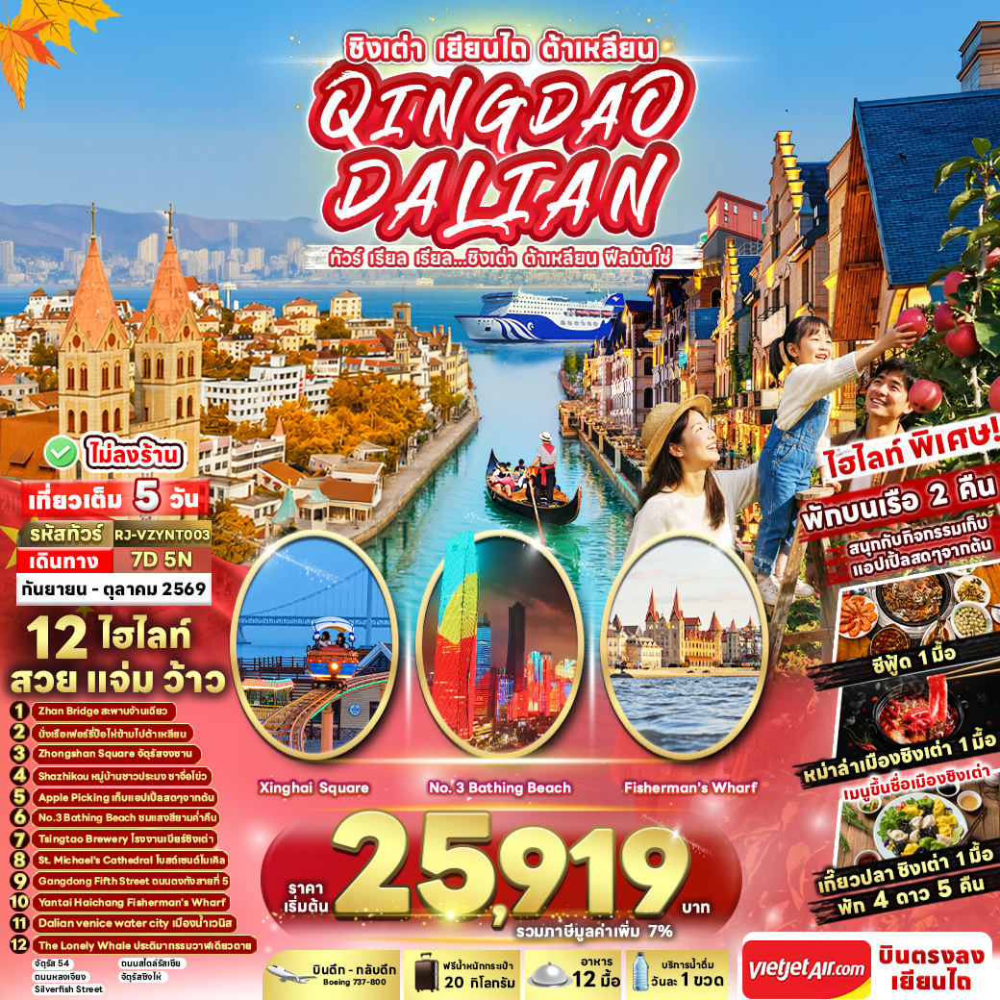 ชิงเต่า เยียนไถ ต้าเหลียน
QINGDAO
DALIAN
ทัวร์ เรียล เรียล...ชิงเต่า ต้าเหลียน ฟีลมันใช่
ไม่ลงร้าน
เที่ยวเต็ม 5 วัน
รหัสทัวร์ RJ-VZYNT003
เดินทาง 7D 5N
กันยายน - ตุลาคม 2569
12 ไฮไลท์
สวย แจ่ม ว้าว
1 Zhan Bridge สะพานจ้านเฉียว
2 นั่งเรือเฟอร์รี่ป๋อไห่ข้ามไปต้าเหลียน
3 Zhongshan Square จัตุรัสจงซาน
4 Shazhikou หมู่บ้านชาวประมง ซาจื่อโข่ว
5 Apple Picking เก็บแอปเปิ้ลสดๆจากต้น
6 No.3 Bathing Beach ชมแสงสียามค่ำคืน
7 Tsingtao Brewery โรงงานเบียร์ชิงเต่า
8 St. Michael's Cathedral โบสถ์เซนต์ไมเคิล
9 Gangdong Fifth Street ถนนตงกังสายที่ 5
10 Yantai Haichang Fisherman's Wharf
11 Dalian venice water city เมืองน้ำเวนิส
12 The Lonely Whale ประติมากรรมวาฬเดียวดาย
จัตุรัส 54
ถนนสไตล์รัสเซีย
ถนนหลงเจียง
จัตุรัสซิงไห่
Silverfish Street
ไฮไลท์ พิเศษ!
พักบนเรือ 2 คืน
สนุกกับกิจกรรมเก็บ
แอปเปิ้ลสดๆจากต้น
ซีฟู้ด 1 มื้อ
หม่าล่าเมืองชิงเต่า 1 มื้อ
เมนูขึ้นชื่อเมืองชิงเต่า
เกี๊ยวปลา ชิงเต่า 1 มื้อ
พัก 4 ดาว 5 คืน
Xinghai Square
No. 3 Bathing Beach
Fisherman's Wharf
ราคา
เริ่มต้น
25,919 บาท
รวมภาษีมูลค่าเพิ่ม 7%
บินดึก - กลับดึก
Boeing 737-800
ฟรีน้ำหนักกระเป๋า
20 กิโลกรัม
อาหาร
12 มื้อ
บริการน้ำดื่ม
วันละ 1 ขวด
vietjet Air.com
บินตรงลง
เยียนไถ